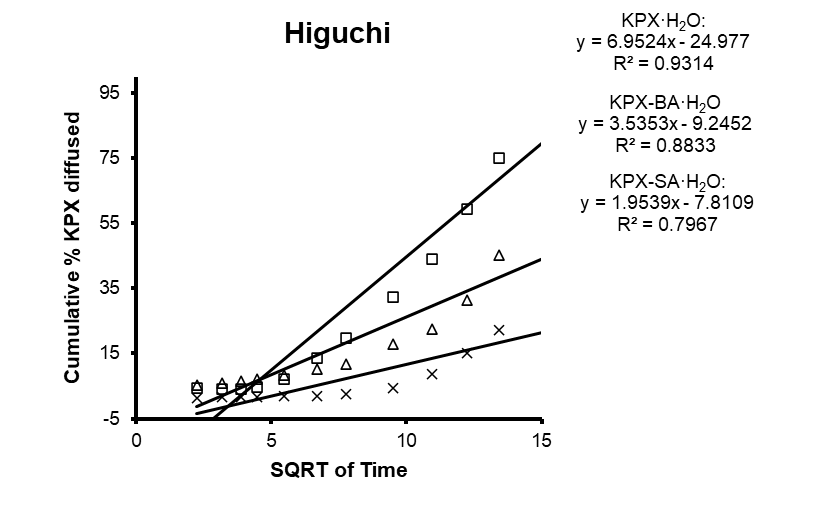 Higuchi
KPX·H₂O:
y = 6.9524x - 24.977
R² = 0.9314
KPX-BA·H₂O
y = 3.5353x - 9.2452
R² = 0.8833
KPX-SA·H₂O:
y = 1.9539x - 7.8109
R² = 0.7967
Cumulative % KPX diffused
95
75
55
35
15
-5
0 5 10 15
SQRT of Time